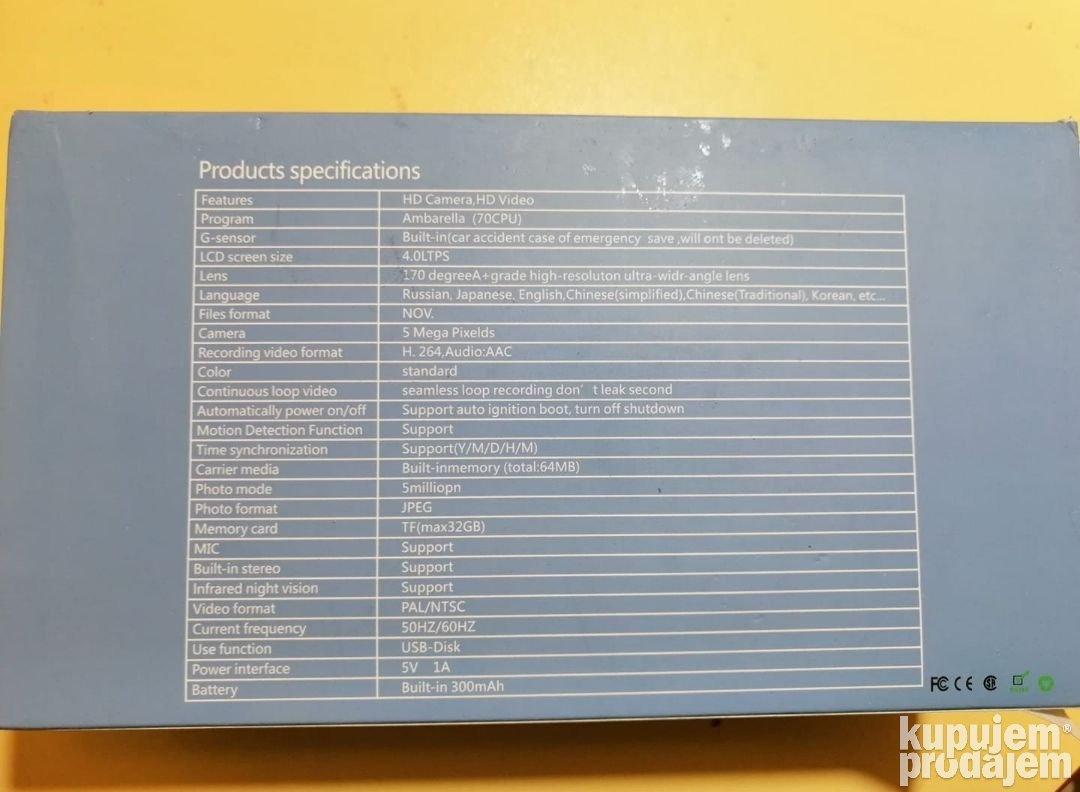 Products specifications
Features HD Camera,HD Video
Program Ambarella (70CPU)
G-sensor Built-in(car accident case of emergency save ,will ont be deleted)
LCD screen size 4.0LTPS
Lens 170 degreeA+grade high-resoluton ultra-widr-angle lens
Language Russian, Japanese, English,Chinese(simplified),Chinese(Traditional), Korean, etc...
Files format NOV.
Camera 5 Mega Pixelds
Recording video format H. 264,Audio:AAC
Color standard
Continuous loop video seamless loop recording don’t leak second
Automatically power on/off Support auto ignition boot, turn off shutdown
Motion Detection Function Support
Time synchronization Support(Y/M/D/H/M)
Carrier media Built-inmemory (total:64MB)
Photo mode 5milliopn
Photo format JPEG
Memory card TF(max32GB)
MIC Support
Built-in stereo Support
Infrared night vision Support
Video format PAL/NTSC
Current frequency 50HZ/60HZ
Use function USB-Disk
Power interface 5V 1A
Battery Built-in 300mAh
FC CE
kupujem®
prodajem